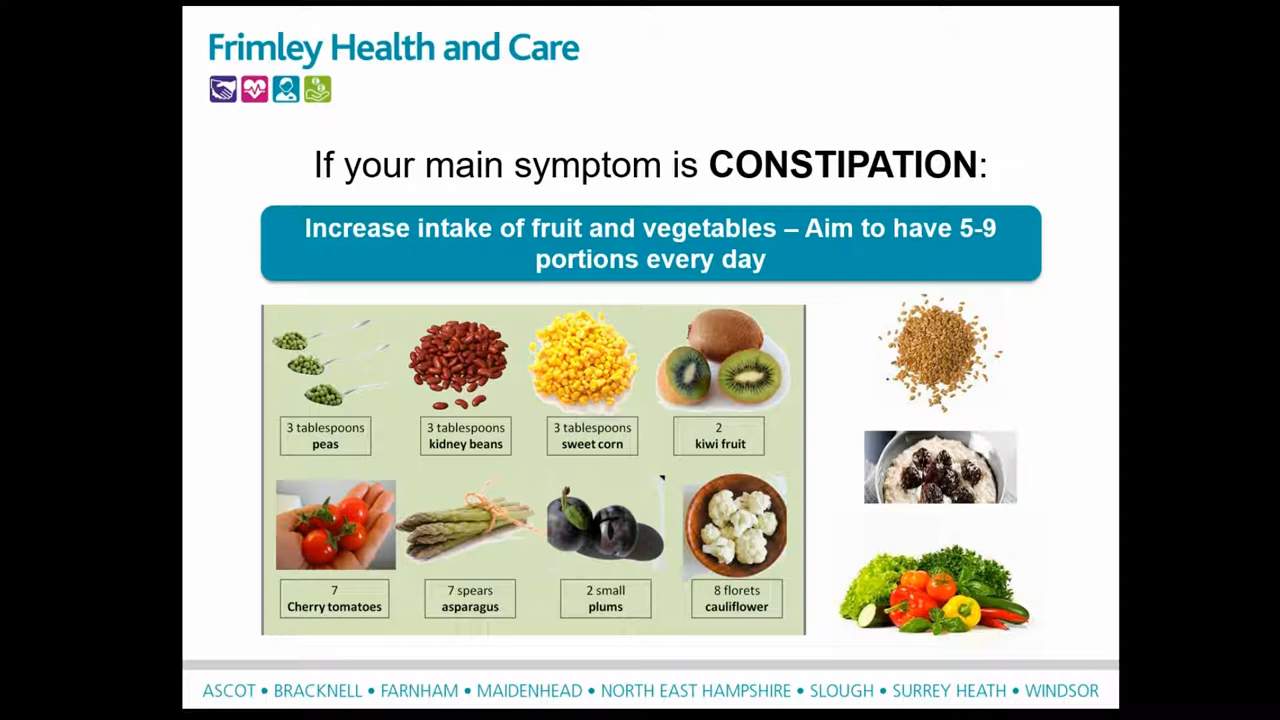 Frimley Health and Care
If your main symptom is CONSTIPATION:
Increase intake of fruit and vegetables – Aim to have 5-9
portions every day
3 tablespoons
peas
3 tablespoons
kidney beans
3 tablespoons
sweet corn
2
kiwi fruit
7
Cherry tomatoes
7 spears
asparagus
2 small
plums
8 florets
cauliflower
ASCOT • BRACKNELL • FARNHAM • MAIDENHEAD • NORTH EAST HAMPSHIRE • SLOUGH • SURREY HEATH • WINDSOR